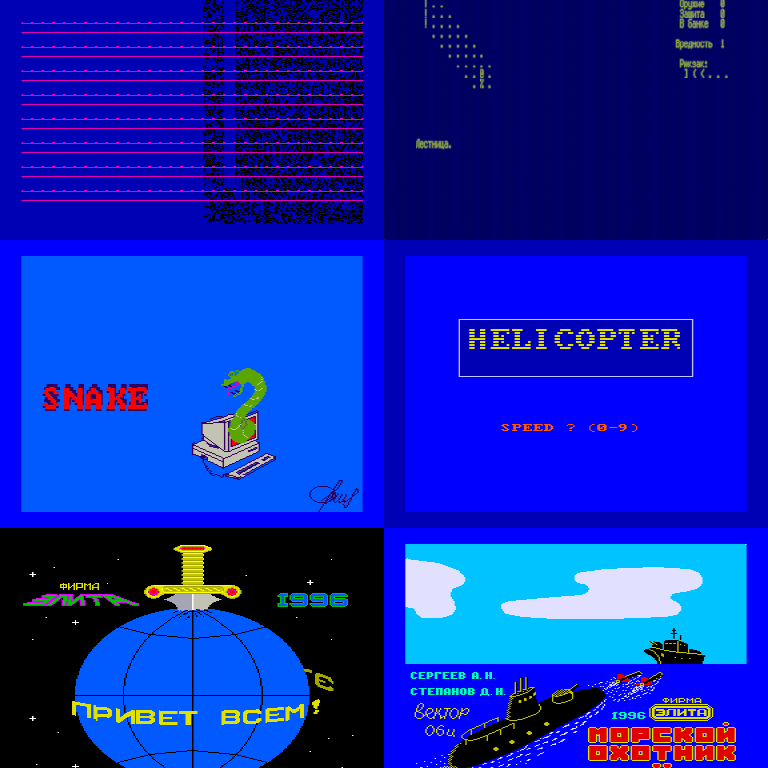 Оружие 0
Защита 0
В банке 0
Вредность 1
Рюкзак:
] ( ( . . .
Лестница.
SNAKE
HELICOPTER
SPEED ? (0-9)
ФИРМА
ЭЛИТА
1996
ПРИВЕТ ВСЕМ!
СЕРГЕЕВ А.Н.
СТЕПАНОВ Д.Н.
Вектор
06ц
ФИРМА
1996 ЭЛИТА
МОРСКОЙ
ОХОТНИК